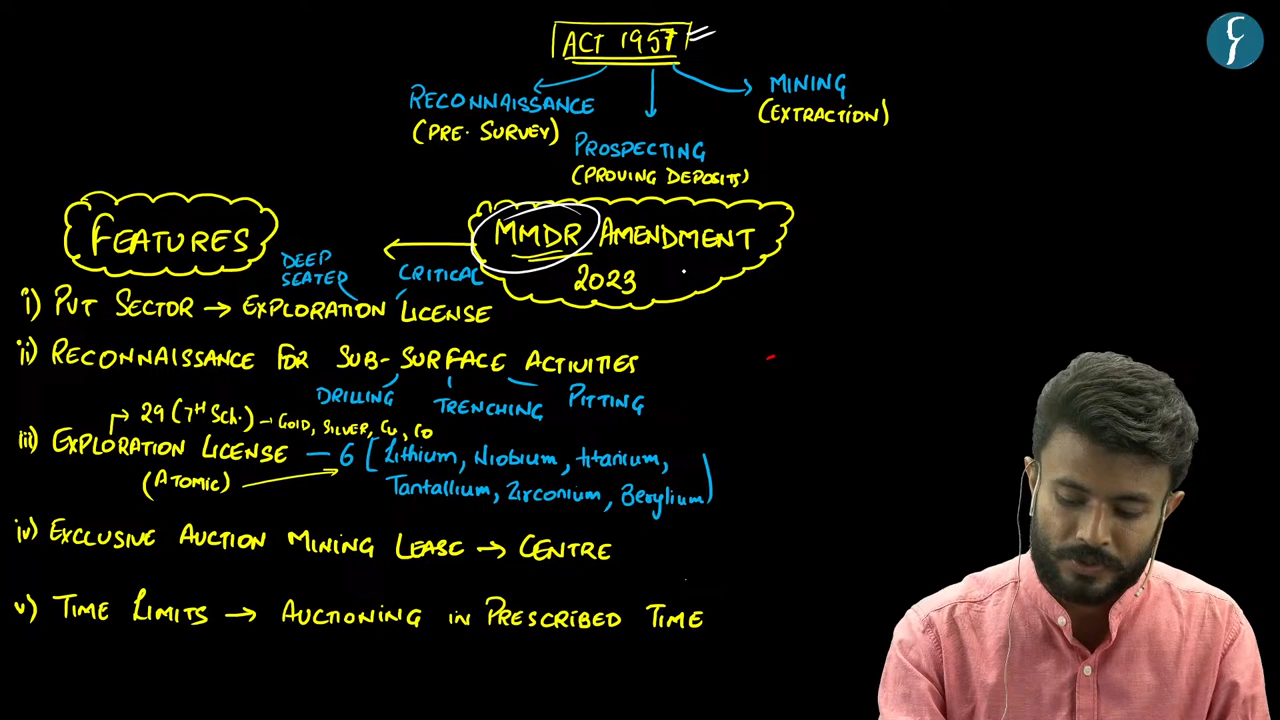 ACT 1957
RECONNAISSANCE
(PRE. SURVEY)
PROSPECTING
(PROVING DEPOSITS)
MINING
(EXTRACTION)
MMDR AMENDMENT
2023
FEATURES
DEEP
SEATER
CRITICAL
i) PVT SECTOR → EXPLORATION LICENSE
ii) RECONNAISSANCE FOR SUB-SURFACE ACTIVITIES
DRILLING
TRENCHING
PITTING
29 (7TH Sch.) – GOLD, SILVER, Cu, CO
iii) EXPLORATION LICENSE – 6 [Lithium, Niobium, titanium,
(ATOMIC)
Tantallium, Zirconium, Berylium)
iv) EXCLUSIVE AUCTION MINING LEASE → CENTRE
v) TIME LIMITS → AUCTIONING IN PRESCRIBED TIME